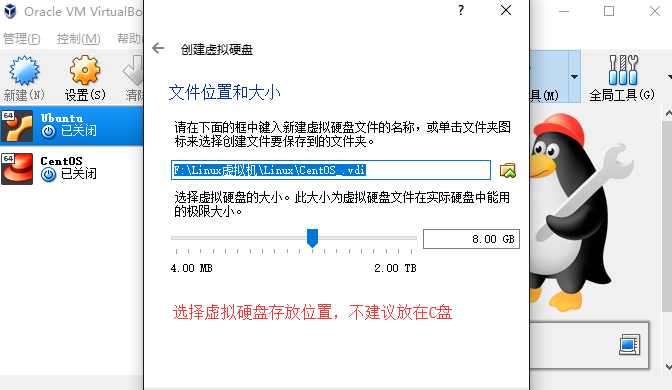 Oracle VM VirtualBo
?
管理(F)
控制(M)
帮助
创建虚拟硬盘
新建(N)
设置(S)
清除
具(M)
全局工具(G)
文件位置和大小
64
Ubuntu
已关闭
64
CentOS
已关闭
请在下面的框中键入新建虚拟硬盘文件的名称，或单击文件夹图
标来选择创建文件要保存到的文件夹。
F:\Linux虚拟机\Linux\CentOS_.vdi
选择虚拟硬盘的大小。此大小为虚拟硬盘文件在实际硬盘中能用
的极限大小。
8.00 GB
4.00 MB
2.00 TB
选择虚拟硬盘存放位置，不建议放在C盘